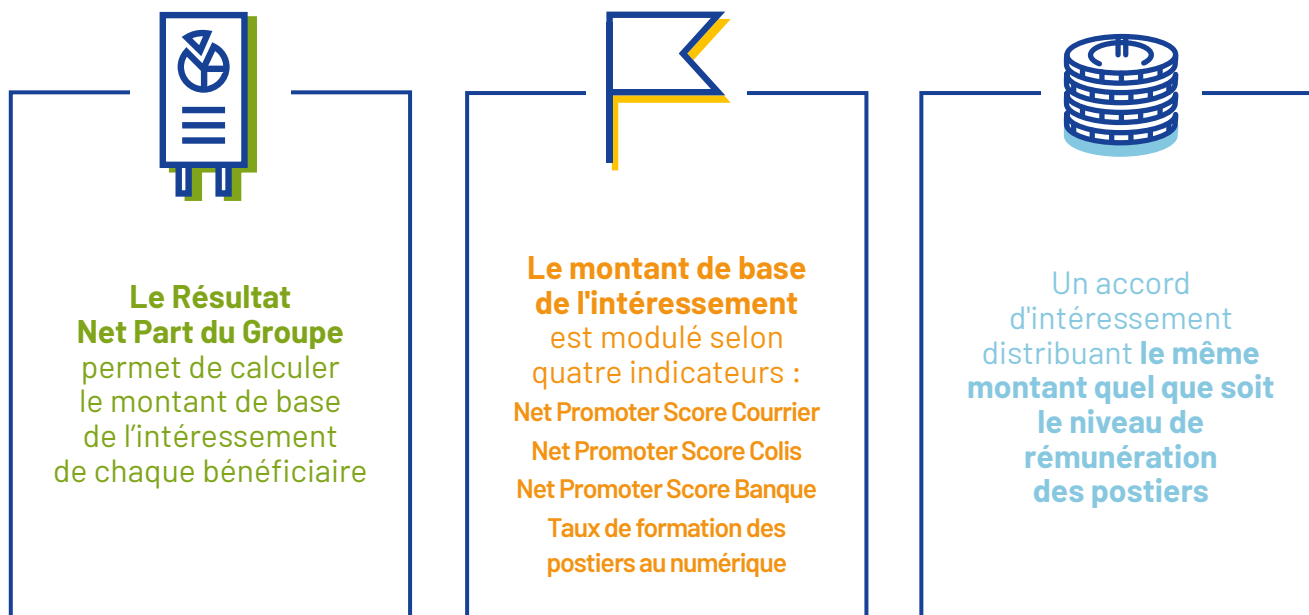 Le Résultat
Net Part du Groupe
permet de calculer
le montant de base
de l’intéressement
de chaque bénéficiaire
Le montant de base
de l'intéressement
est modulé selon
quatre indicateurs :
Net Promoter Score Courrier
Net Promoter Score Colis
Net Promoter Score Banque
Taux de formation des
postiers au numérique
Un accord
d'intéressement
distribuant le même
montant quel que soit
le niveau de
rémunération
des postiers